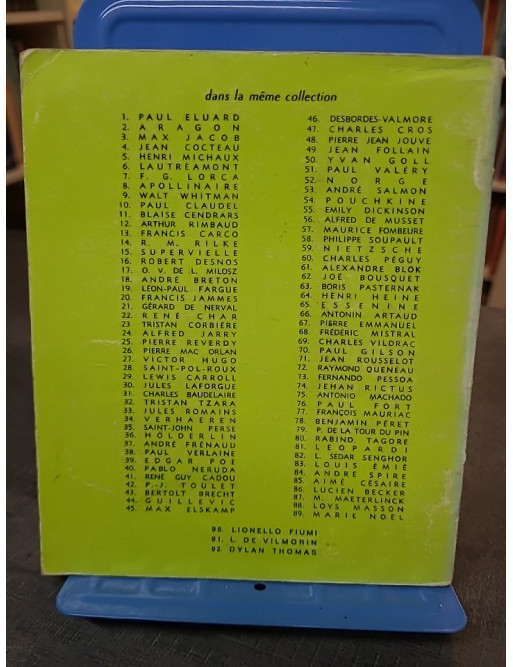 dans la même collection
1. PAUL ELUARD
2. ARAGON
3. MAX JACOB
4. JEAN COCTEAU
5. HENRI MICHAUX
6. LAUTRÉAMONT
7. F. G. LORCA
8. APOLLINAIRE
9. WALT WHITMAN
10. PAUL CLAUDEL
11. BLAISE CENDRARS
12. ARTHUR RIMBAUD
13. FRANCIS CARCO
14. R. M. RILKE
15. SUPERVIELLE
16. ROBERT DESNOS
17. O. V. DE L. MILOSZ
18. ANDRÉ BRETON
19. LÉON-PAUL FARGUE
20. FRANCIS JAMMES
21. GÉRARD DE NERVAL
22. RENÉ CHAR
23. TRISTAN CORBIÈRE
24. ALFRED JARRY
25. PIERRE REVERDY
26. PIERRE MAC ORLAN
27. VICTOR HUGO
28. SAINT-POL-ROUX
29. LEWIS CARROLL
30. JULES LAFORGUE
31. CHARLES BAUDELAIRE
32. TRISTAN TZARA
33. JULES ROMAINS
34. VERHAEREN
35. SAINT-JOHN PERSE
36. HÖLDERLIN
37. ANDRÉ FRÉNAUD
38. PAUL VERLAINE
39. EDGAR POE
40. PABLO NERUDA
41. RENÉ GUY CADOU
42. P.-J. TOULET
43. BERTOLT BRECHT
44. GUILLEVIC
45. MAX ELSKAMP
46. DESBORDES-VALMORE
47. CHARLES CROS
48. PIERRE JEAN JOUVE
49. JEAN FOLLAIN
50. YVAN GOLL
51. PAUL VALÉRY
52. NORGE
53. ANDRÉ SALMON
54. POUCHKINE
55. EMILY DICKINSON
56. ALFRED DE MUSSET
57. MAURICE FOMBEURE
58. PHILIPPE SOUPAULT
59. NIETZSCHE
60. CHARLES PÉGUY
61. ALEXANDRE BLOK
62. JOË BOUSQUET
63. BORIS PASTERNAK
64. HENRI HEINE
65. ESSENINE
66. ANTONIN ARTAUD
67. PIERRE EMMANUEL
68. FRÉDÉRIC MISTRAL
69. CHARLES VILDRAC
70. PAUL GILSON
71. JEAN ROUSSELOT
72. RAYMOND QUENEAU
73. FERNANDO PESSOA
74. JEHAN RICTUS
75. ANTONIO MACHADO
76. PAUL FORT
77. FRANÇOIS MAURIAC
78. BENJAMIN PÉRET
79. P. DE LA TOUR DU PIN
80. RABIND. TAGORE
81. LEOPARDI
82. L. SEDAR SENGHOR
83. LOUIS ÉMIÉ
84. ANDRÉ SPIRE
85. AIMÉ CÉSAIRE
86. LUCIEN BECKER
87. M. MAETERLINCK
88. LOYS MASSON
89. MARIE NOEL
90. LIONELLO FIUMI
91. L. DE VILMORIN
92. DYLAN THOMAS